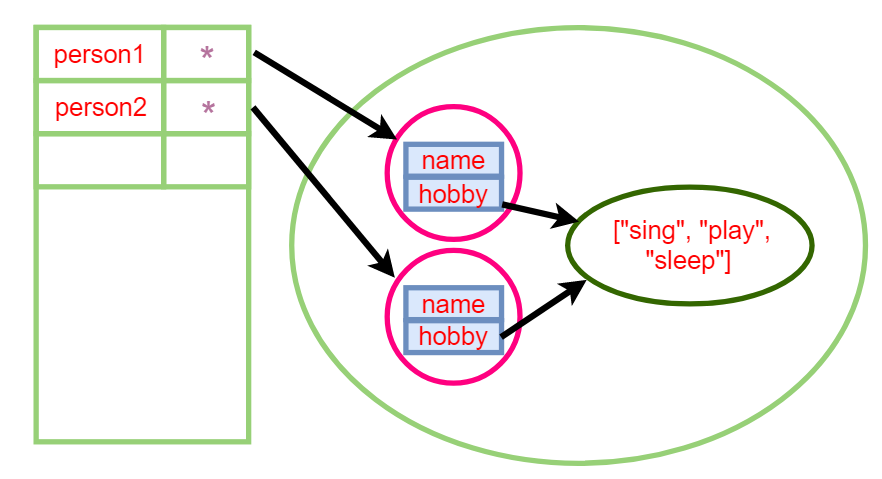 person1 *
person2 *
name
hobby
["sing", "play",
"sleep"]
name
hobby